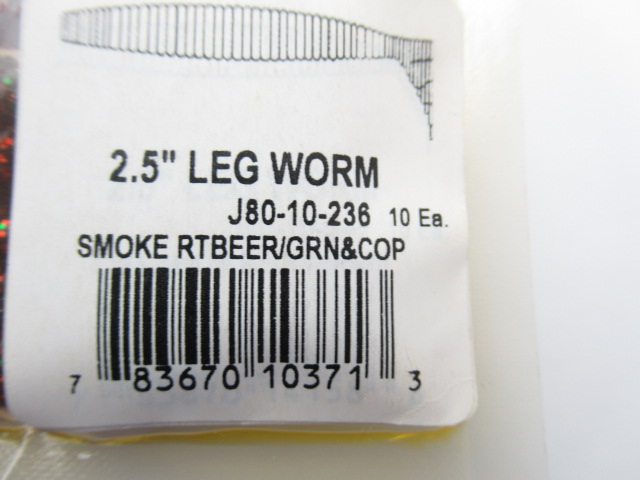 2.5" LEG WORM
J80-10-236 10 Ea.
SMOKE RTBEER/GRN&COP
7 83670 10371 3